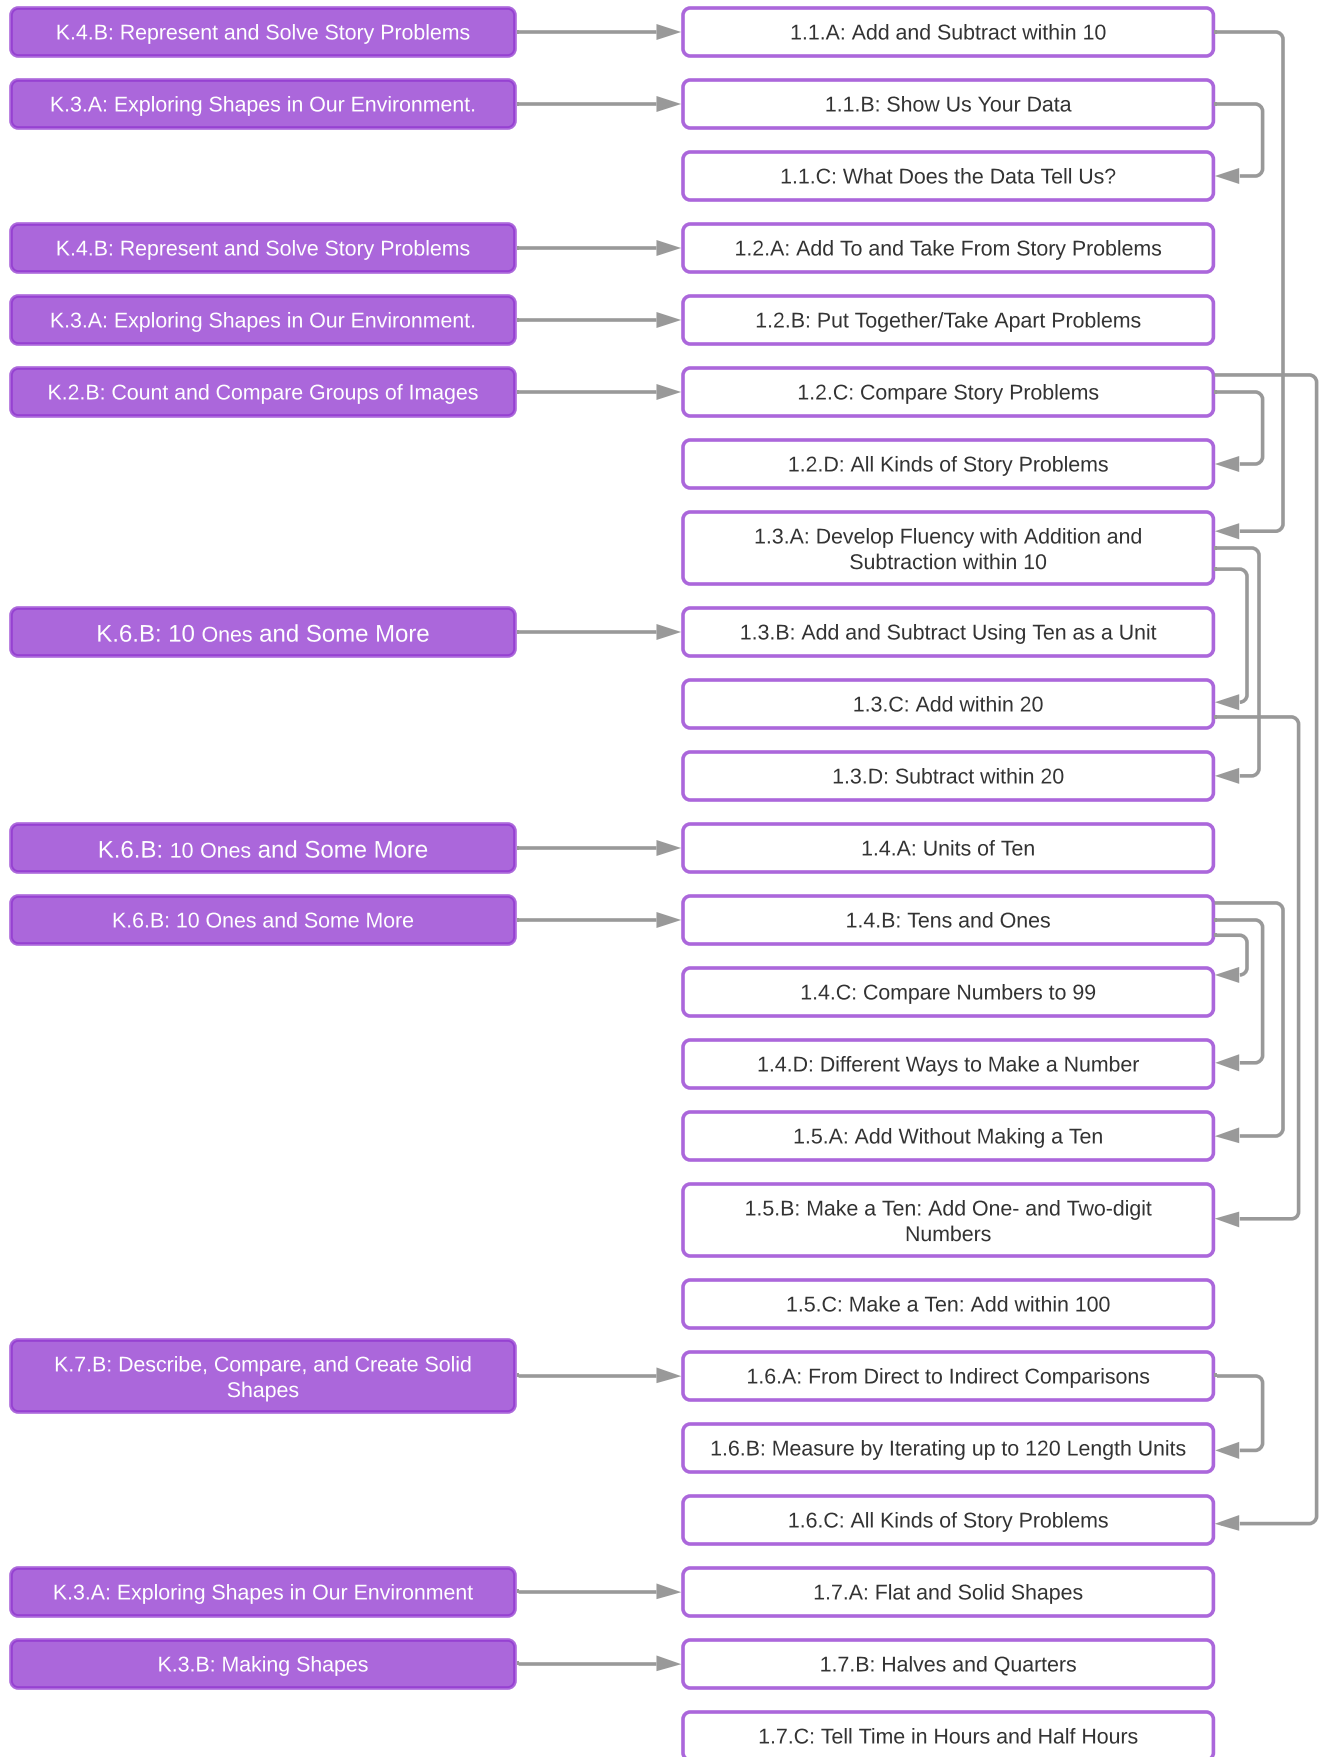 K.4.B: Represent and Solve Story Problems
1.1.A: Add and Subtract within 10
K.3.A: Exploring Shapes in Our Environment.
1.1.B: Show Us Your Data
1.1.C: What Does the Data Tell Us?
K.4.B: Represent and Solve Story Problems
1.2.A: Add To and Take From Story Problems
K.3.A: Exploring Shapes in Our Environment.
1.2.B: Put Together/Take Apart Problems
K.2.B: Count and Compare Groups of Images
1.2.C: Compare Story Problems
1.2.D: All Kinds of Story Problems
1.3.A: Develop Fluency with Addition and
Subtraction within 10
K.6.B: 10 Ones and Some More
1.3.B: Add and Subtract Using Ten as a Unit
1.3.C: Add within 20
1.3.D: Subtract within 20
K.6.B: 10 Ones and Some More
1.4.A: Units of Ten
K.6.B: 10 Ones and Some More
1.4.B: Tens and Ones
1.4.C: Compare Numbers to 99
1.4.D: Different Ways to Make a Number
1.5.A: Add Without Making a Ten
1.5.B: Make a Ten: Add One- and Two-digit
Numbers
1.5.C: Make a Ten: Add within 100
K.7.B: Describe, Compare, and Create Solid
Shapes
1.6.A: From Direct to Indirect Comparisons
1.6.B: Measure by Iterating up to 120 Length Units
1.6.C: All Kinds of Story Problems
K.3.A: Exploring Shapes in Our Environment
1.7.A: Flat and Solid Shapes
K.3.B: Making Shapes
1.7.B: Halves and Quarters
1.7.C: Tell Time in Hours and Half Hours